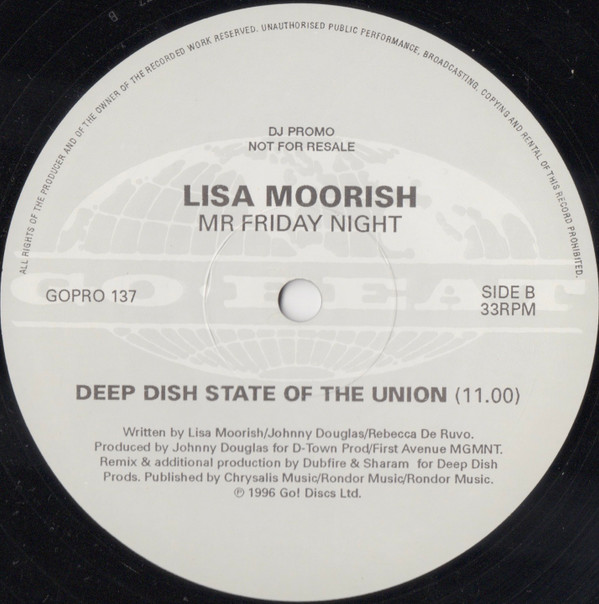 ALL RIGHTS OF THE PRODUCER AND OF THE OWNER OF THE RECORDED WORK RESERVED. UNAUTHORISED PUBLIC PERFORMANCE, BROADCASTING, COPYING AND RENTAL OF THIS RECORD PROHIBITED.
DJ PROMO
NOT FOR RESALE
LISA MOORISH
MR FRIDAY NIGHT
GO BEAT
GOPRO 137
SIDE B
33RPM
DEEP DISH STATE OF THE UNION (11.00)
Written by Lisa Moorish/Johnny Douglas/Rebecca De Ruvo.
Produced by Johnny Douglas for D-Town Prod/First Avenue MGMNT.
Remix & additional production by Dubfire & Sharam for Deep Dish
Prods. Published by Chrysalis Music/Rondor Music/Rondor Music.
℗ 1996 Go! Discs Ltd.